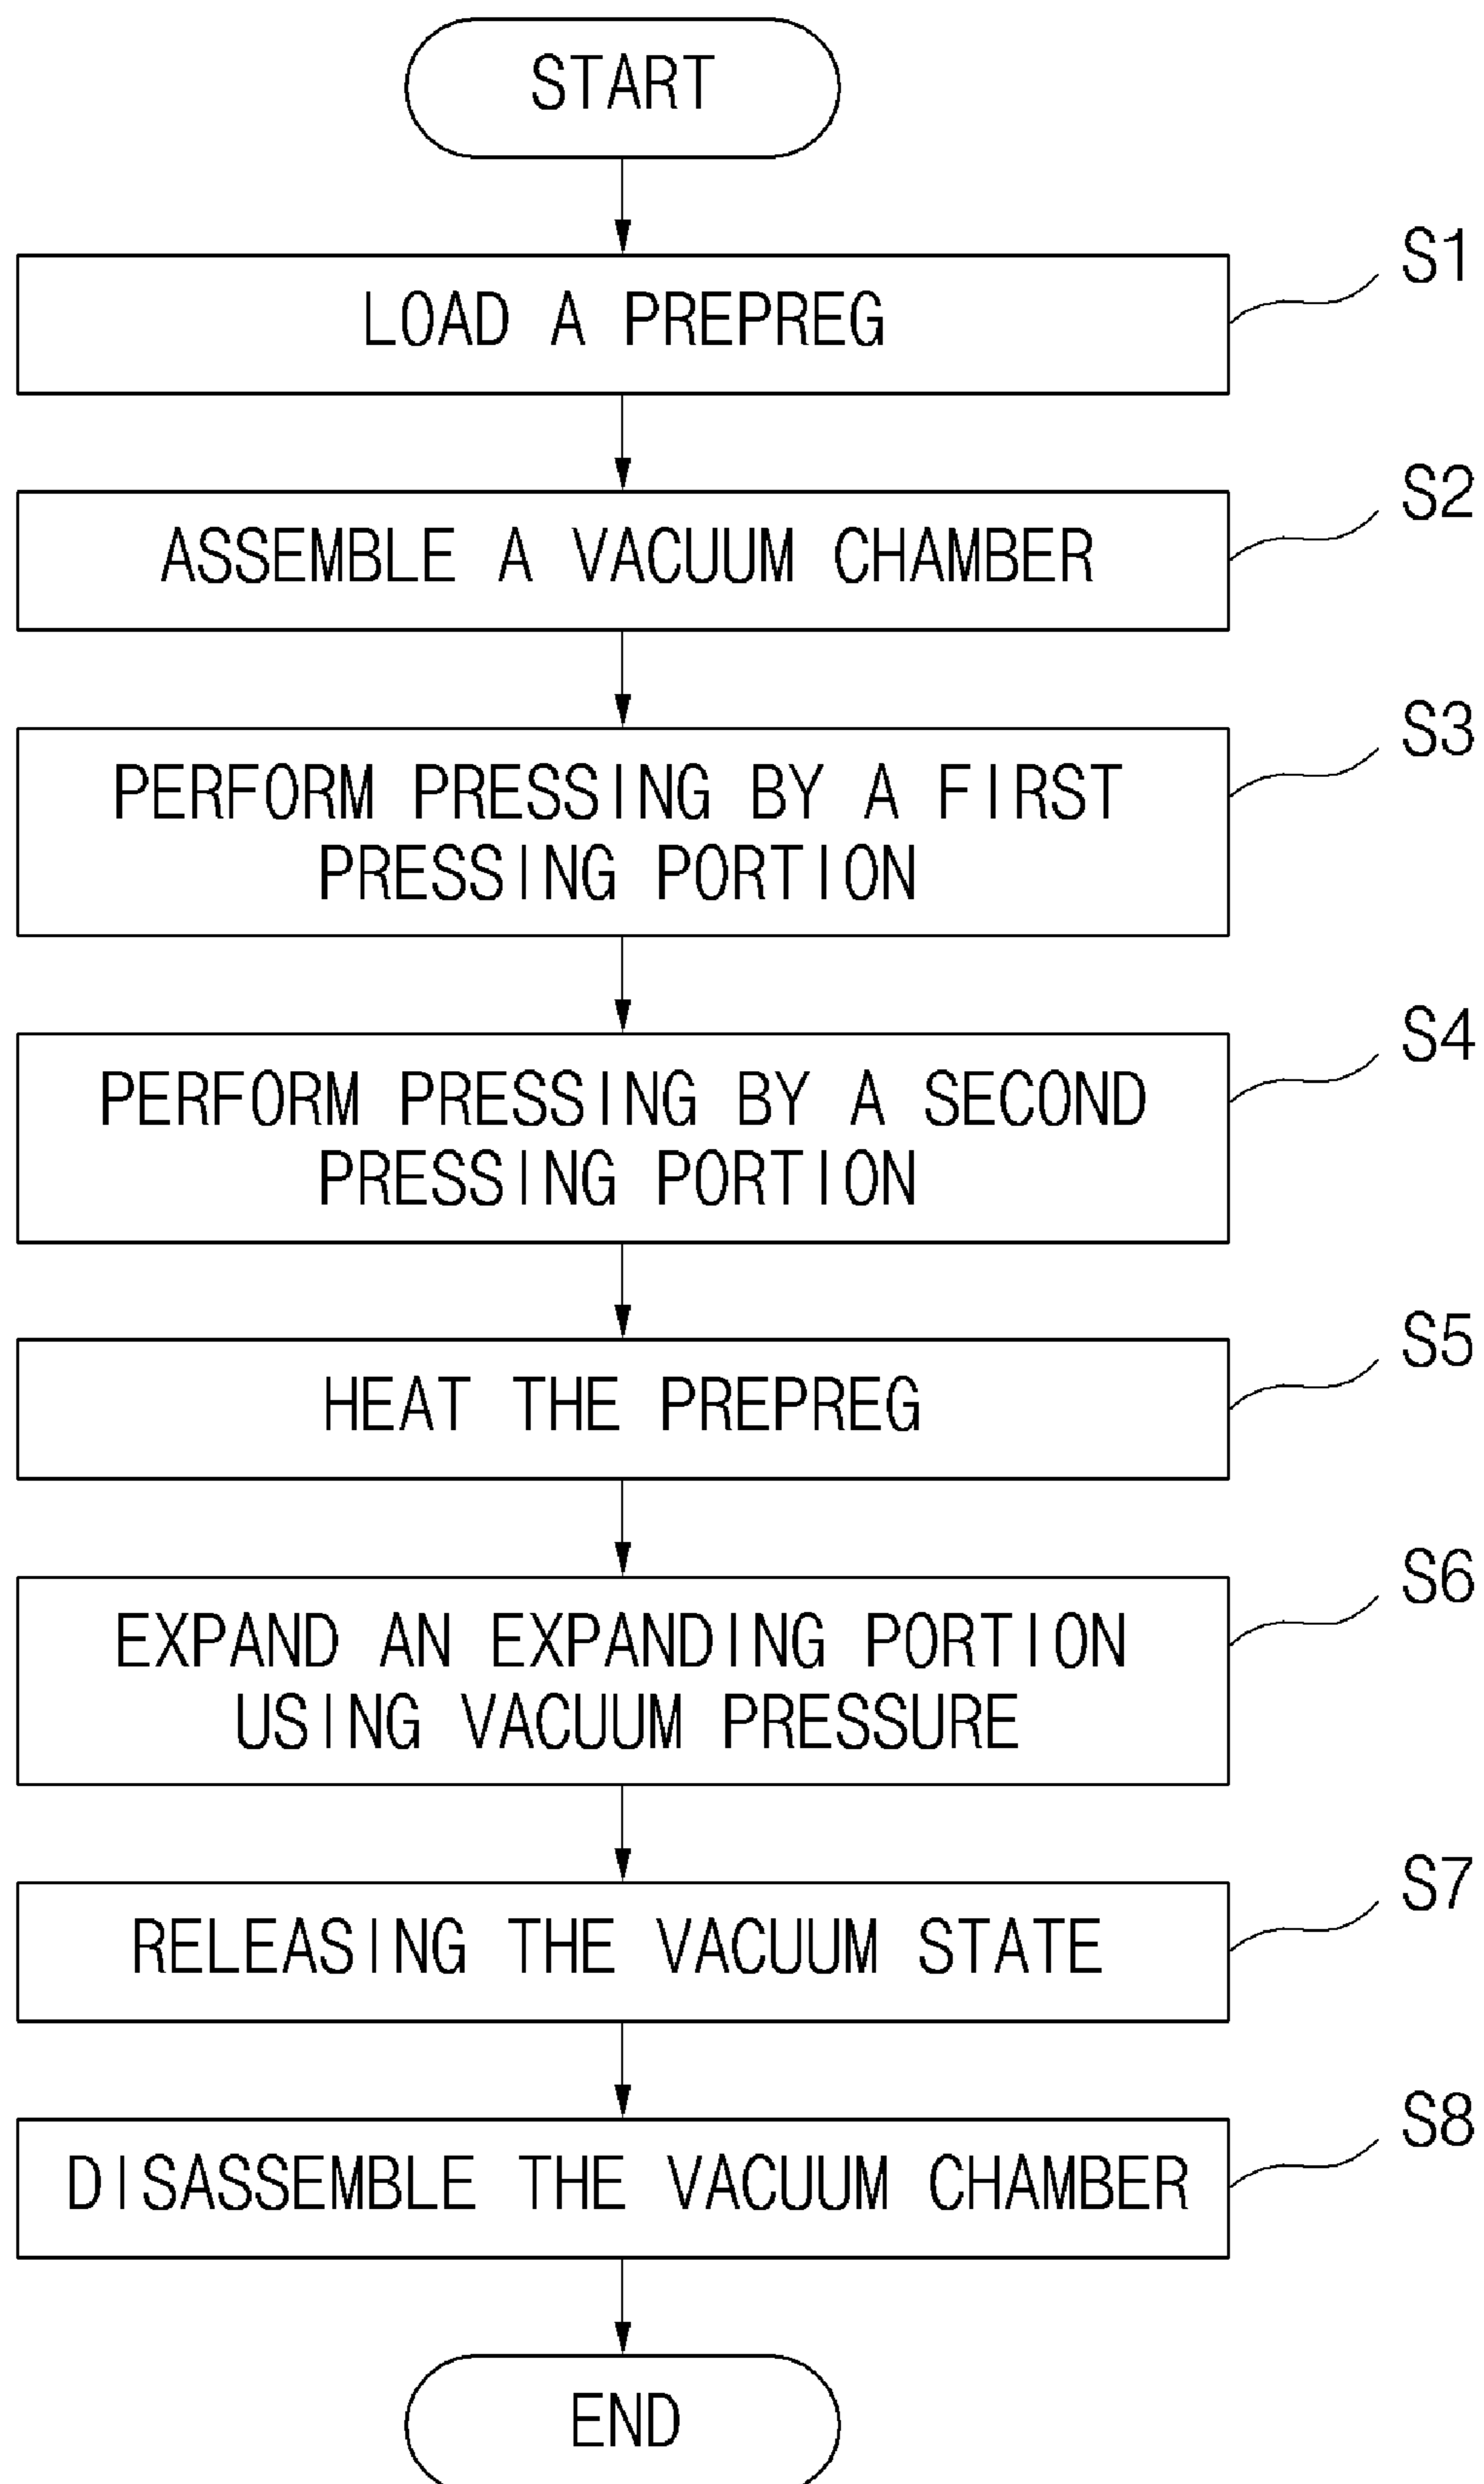 START
S1
LOAD A PREPREG
S2
ASSEMBLE A VACUUM CHAMBER
S3
PERFORM PRESSING BY A FIRST
PRESSING PORTION
S4
PERFORM PRESSING BY A SECOND
PRESSING PORTION
S5
HEAT THE PREPREG
S6
EXPAND AN EXPANDING PORTION
USING VACUUM PRESSURE
S7
RELEASING THE VACUUM STATE
S8
DISASSEMBLE THE VACUUM CHAMBER
END